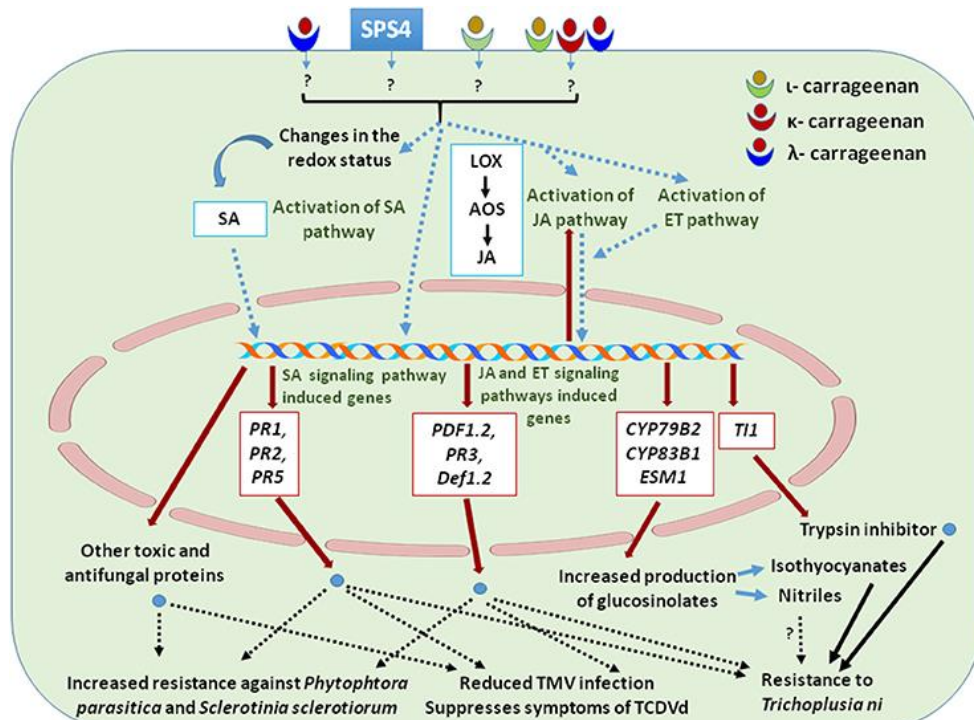 SPS4
?
?
?
?
ι- carrageenan
κ- carrageenan
λ- carrageenan
Changes in the
redox status
SA
Activation of SA
pathway
LOX
AOS
JA
Activation of
JA pathway
Activation of
ET pathway
SA signaling pathway
induced genes
JA and ET signaling
pathways induced
genes
PR1,
PR2,
PR5
PDF1.2,
PR3,
Def1.2
CYP79B2
CYP83B1
ESM1
TI1
Other toxic and
antifungal proteins
Trypsin inhibitor
Increased production
of glucosinolates
Isothyocyanates
Nitriles
?
Increased resistance against Phytophtora
parasitica and Sclerotinia sclerotiorum
Reduced TMV infection
Suppresses symptoms of TCDVd
Resistance to
Trichoplusia ni